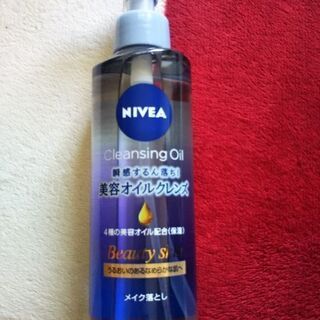 NIVEA
Cleansing Oil
瞬感するん落ち!
美容オイルクレンズ
4種の美容オイル配合(保湿)
Beauty
うるおいのあるなめらかな肌へ
メイク落とし